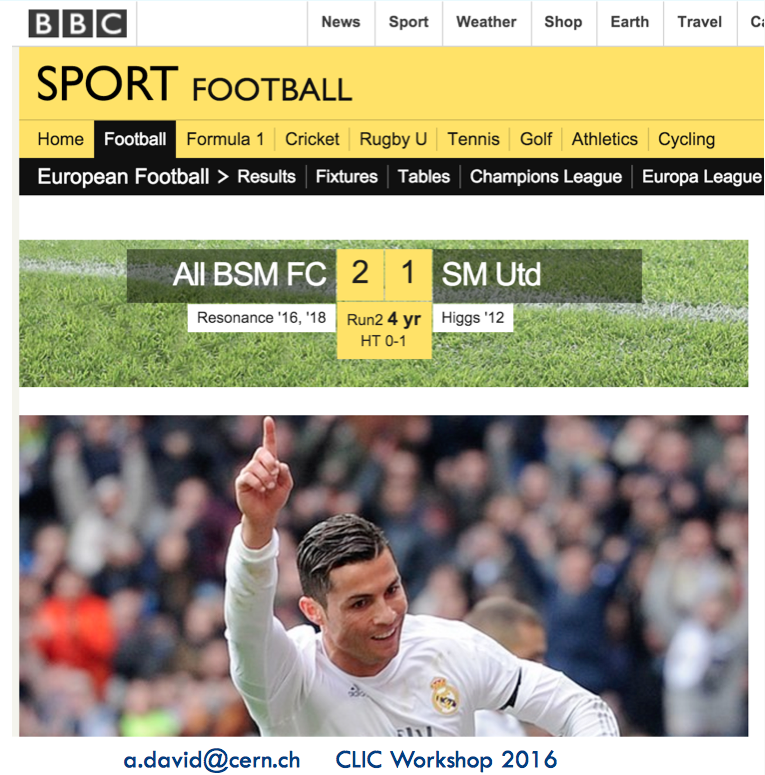 BBC News Sport Weather Shop Earth Travel
SPORT FOOTBALL
Home Football Formula 1 Cricket Rugby U Tennis Golf Athletics Cycling
European Football > Results Fixtures Tables Champions League Europa League
All BSM FC 2 1 SM Utd
Resonance '16, '18 Run2 4 yr Higgs '12
HT 0-1
adidas
a.david@cern.ch CLIC Workshop 2016